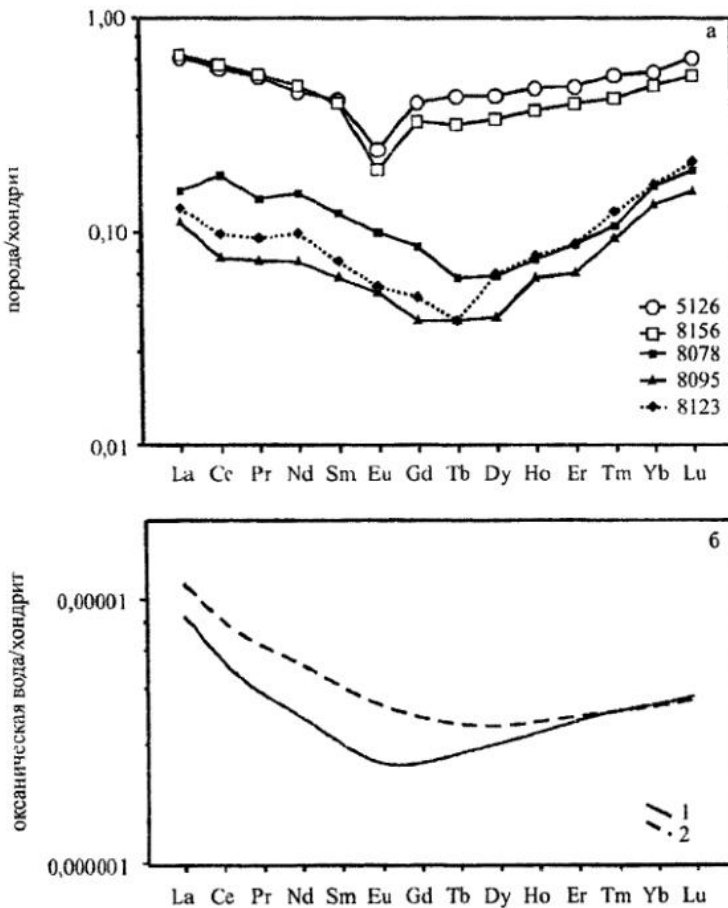 а
1,00
0,10
0,01
порода/хондрит
5126
8156
8078
8095
8123
La Ce Pr Nd Sm Eu Gd Tb Dy Ho Er Tm Yb Lu
б
0,00001
0,000001
океаническая вода/хондрит
1
2
La Ce Pr Nd Sm Eu Gd Tb Dy Ho Er Tm Yb Lu